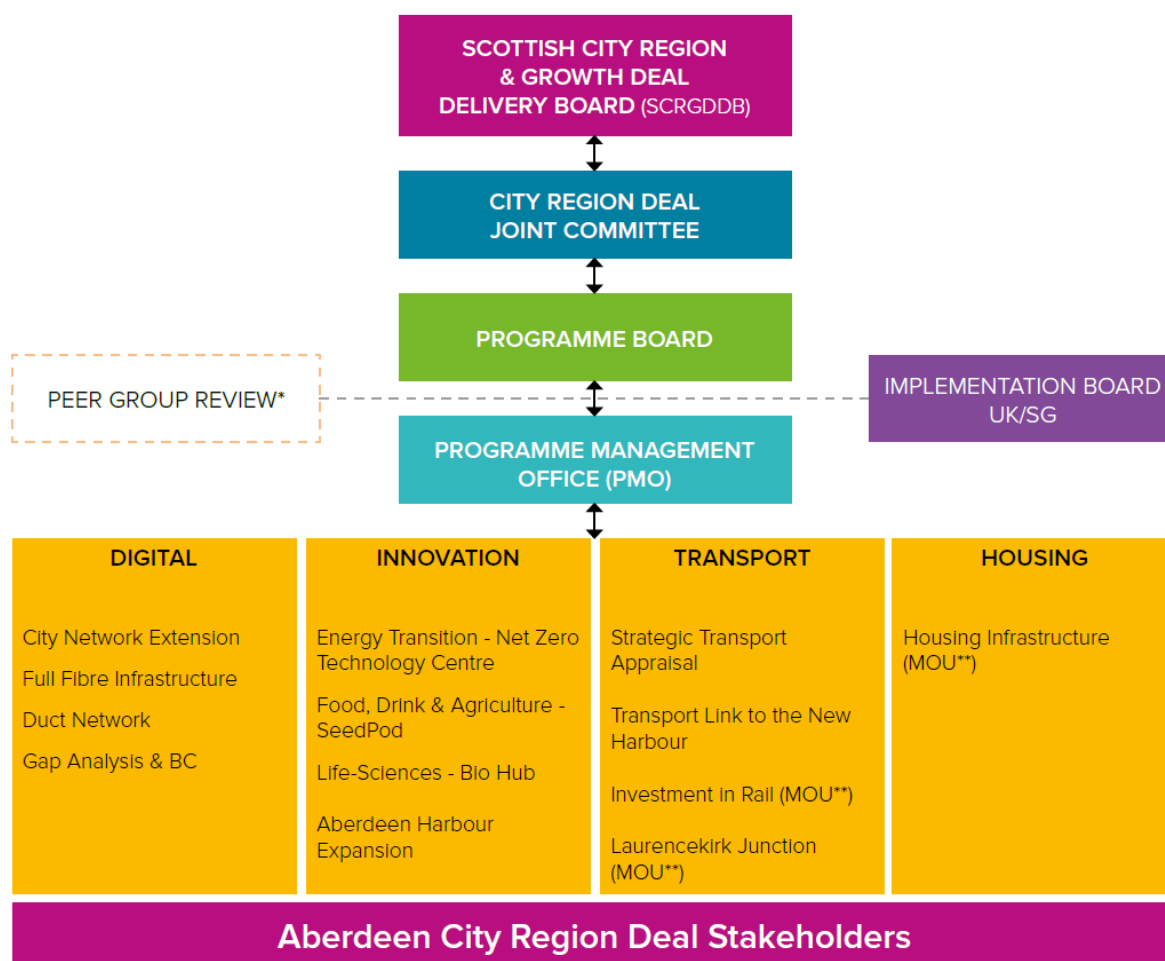 SCOTTISH CITY REGION
& GROWTH DEAL
DELIVERY BOARD (SCRGDDB)
CITY REGION DEAL
JOINT COMMITTEE
PROGRAMME BOARD
PEER GROUP REVIEW*
IMPLEMENTATION BOARD
UK/SG
PROGRAMME MANAGEMENT
OFFICE (PMO)
DIGITAL
City Network Extension
Full Fibre Infrastructure
Duct Network
Gap Analysis & BC
INNOVATION
Energy Transition - Net Zero
Technology Centre
Food, Drink & Agriculture -
SeedPod
Life-Sciences - Bio Hub
Aberdeen Harbour
Expansion
TRANSPORT
Strategic Transport
Appraisal
Transport Link to the New
Harbour
Investment in Rail (MOU**)
Laurencekirk Junction
(MOU**)
HOUSING
Housing Infrastructure
(MOU**)
Aberdeen City Region Deal Stakeholders